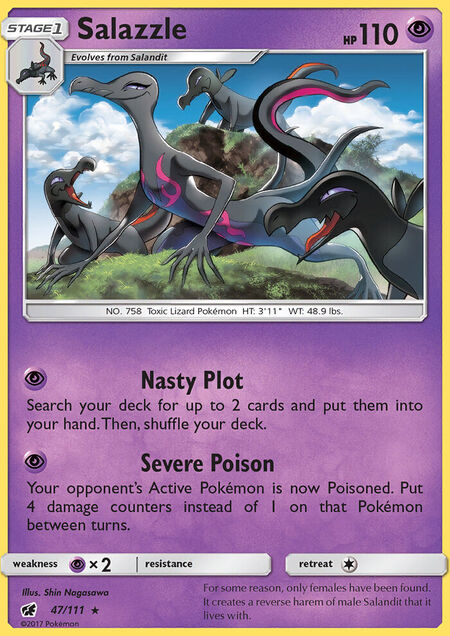 STAGE1
Salazzle
HP 110
Evolves from Salandit
NO. 758 Toxic Lizard Pokémon HT: 3'11" WT: 48.9 lbs.
Nasty Plot
Search your deck for up to 2 cards and put them into
your hand. Then, shuffle your deck.
Severe Poison
Your opponent's Active Pokémon is now Poisoned. Put
4 damage counters instead of 1 on that Pokémon
between turns.
weakness ×2 resistance retreat
Illus. Shin Nagasawa
47/111 ★
©2017 Pokémon
For some reason, only females have been found.
It creates a reverse harem of male Salandit that it
lives with.